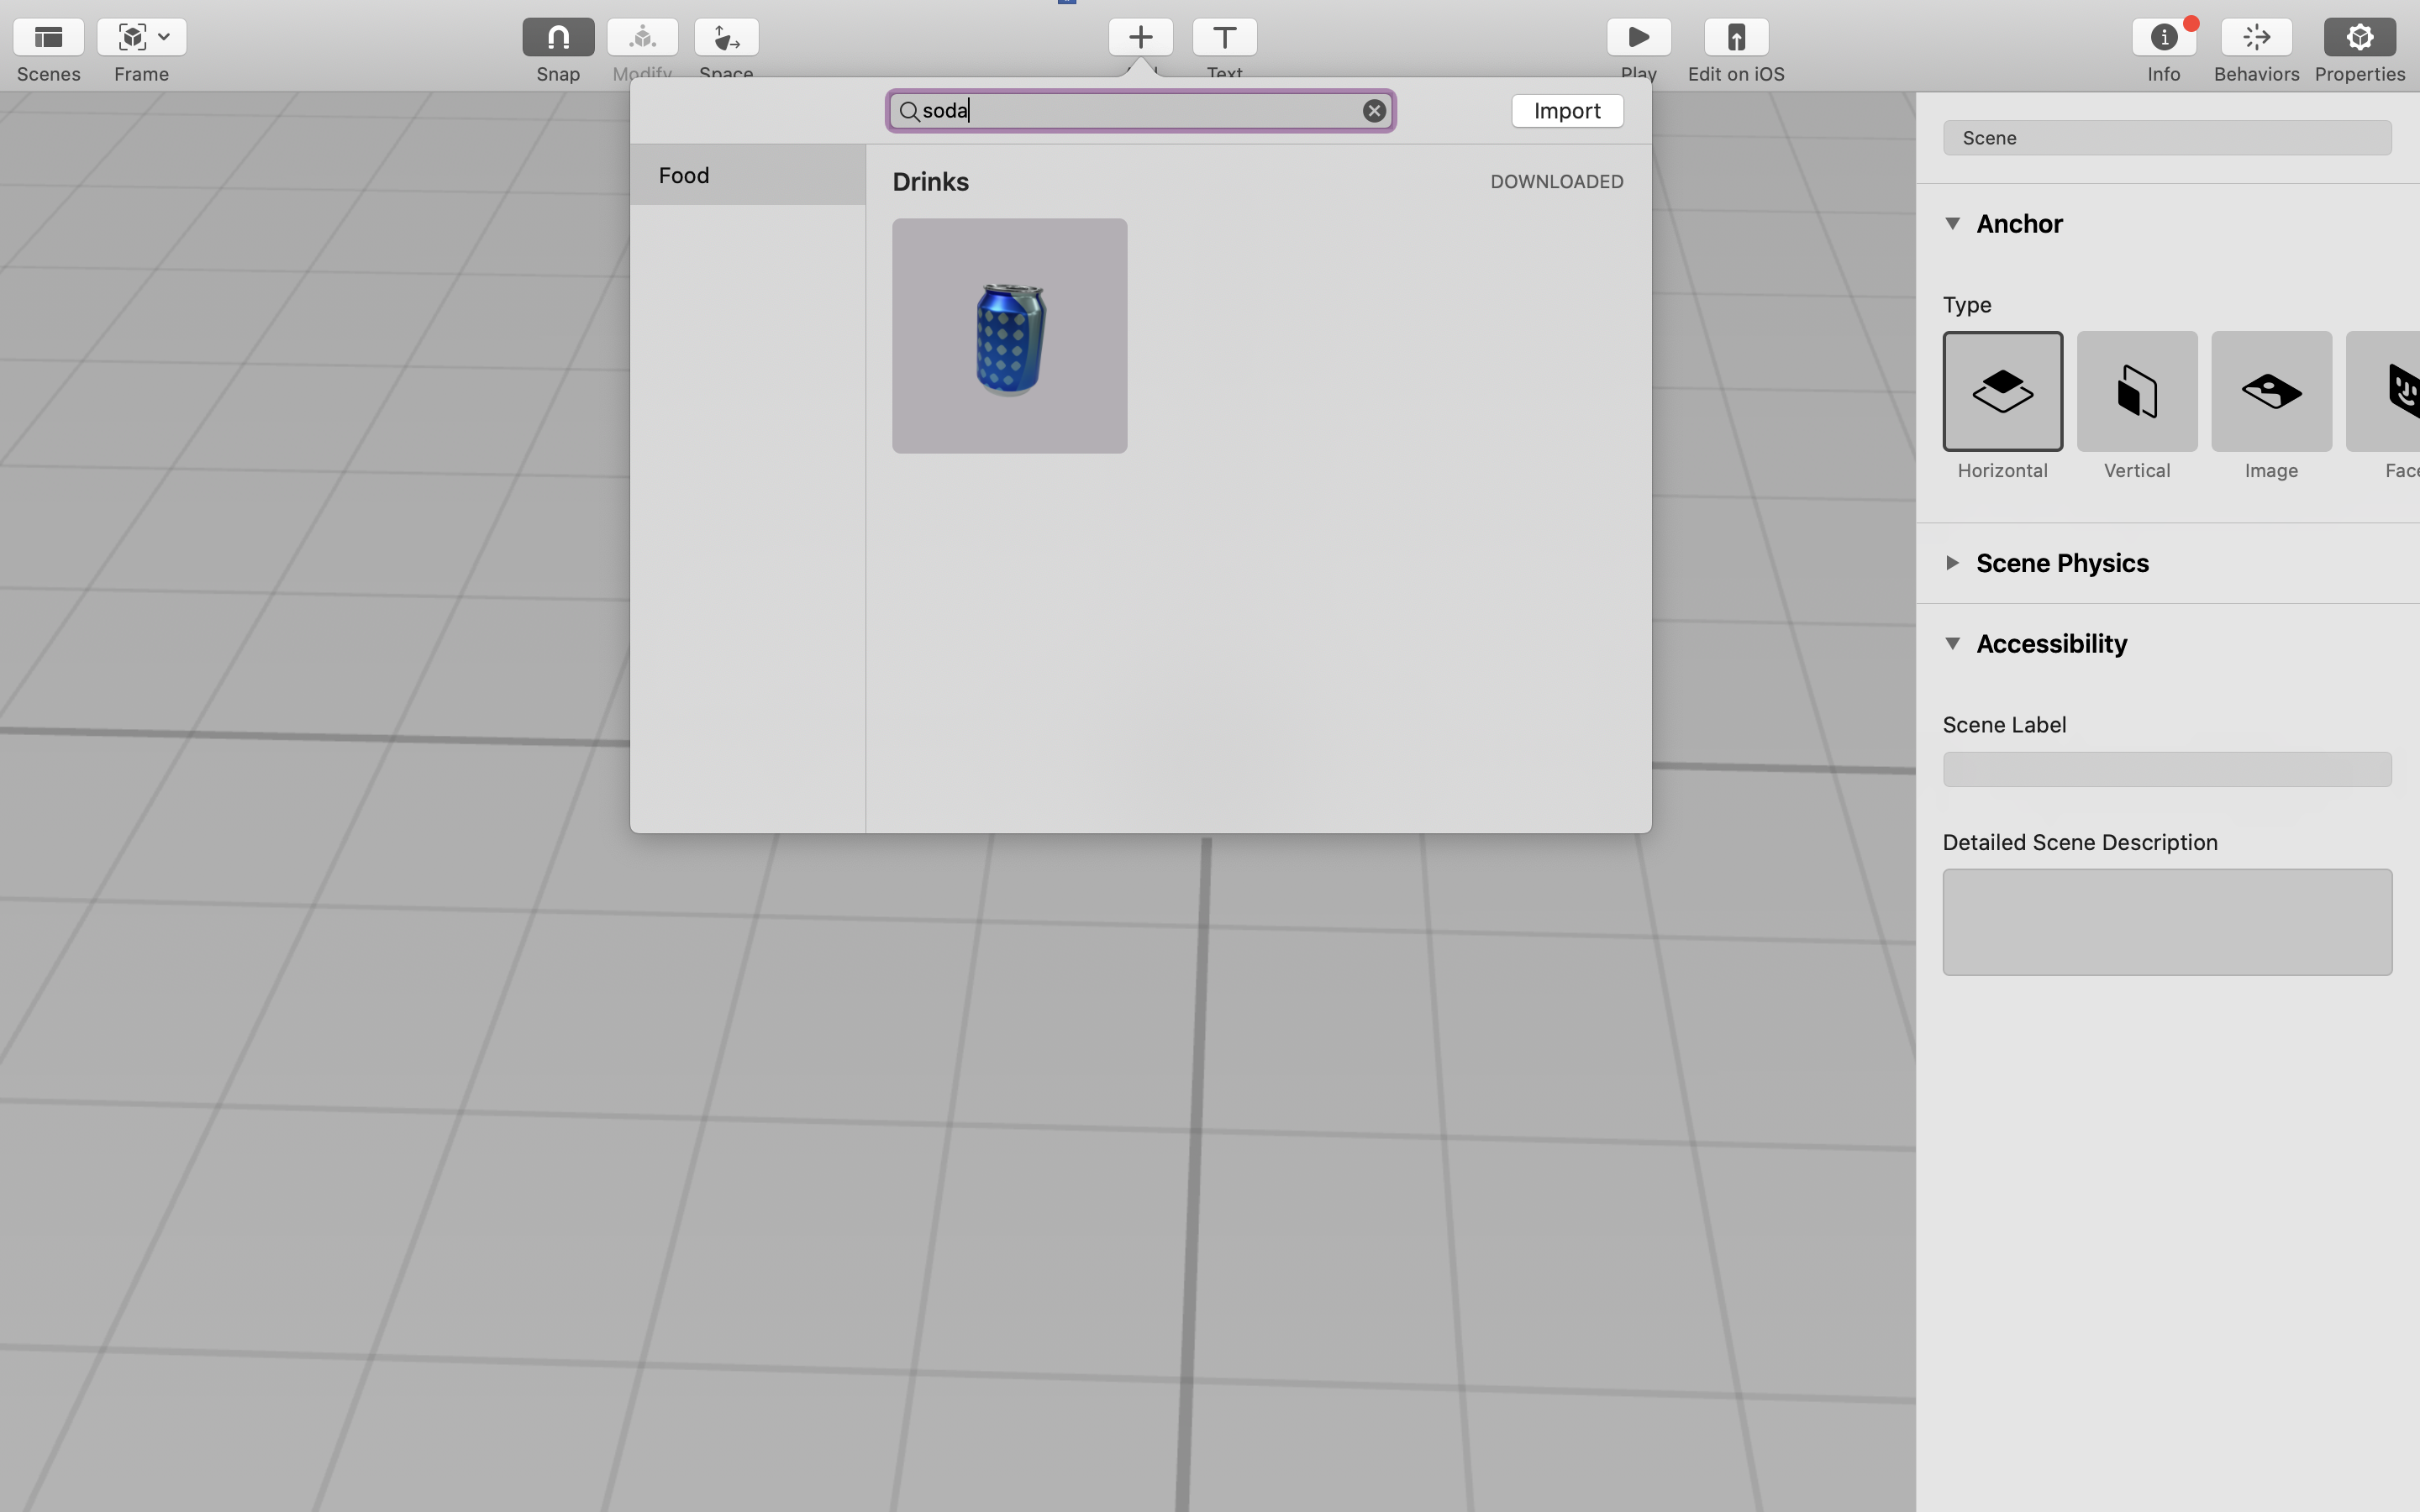 Scenes
Frame
Snap
Modify
Space
Text
Play
Edit on iOS
Info
Behaviors
Properties
soda
Import
Food
Drinks
DOWNLOADED
Scene
Anchor
Type
Horizontal
Vertical
Image
Face
Scene Physics
Accessibility
Scene Label
Detailed Scene Description